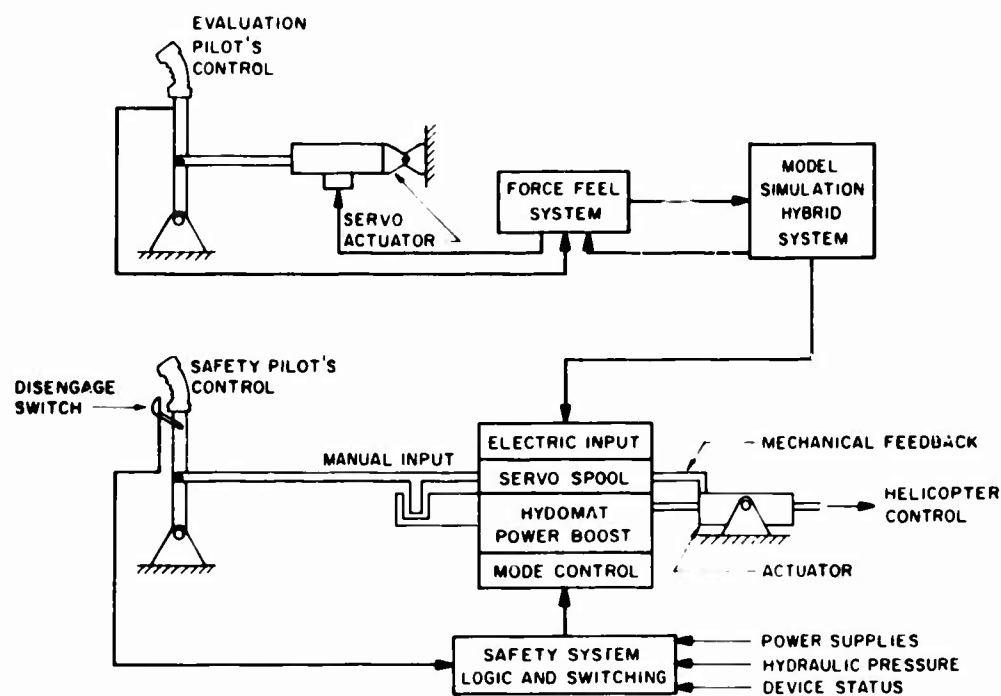 EVALUATION
PILOT'S
CONTROL
SERVO
ACTUATOR
FORCE FEEL
SYSTEM
MODEL
SIMULATION
HYBRID
SYSTEM
SAFETY PILOT'S
CONTROL
DISENGAGE
SWITCH
MANUAL INPUT
ELECTRIC INPUT
SERVO SPOOL
HYDOMAT
POWER BOOST
MODE CONTROL
MECHANICAL FEEDBACK
HELICOPTER
CONTROL
ACTUATOR
SAFETY SYSTEM
LOGIC AND SWITCHING
POWER SUPPLIES
HYDRAULIC PRESSURE
DEVICE STATUS